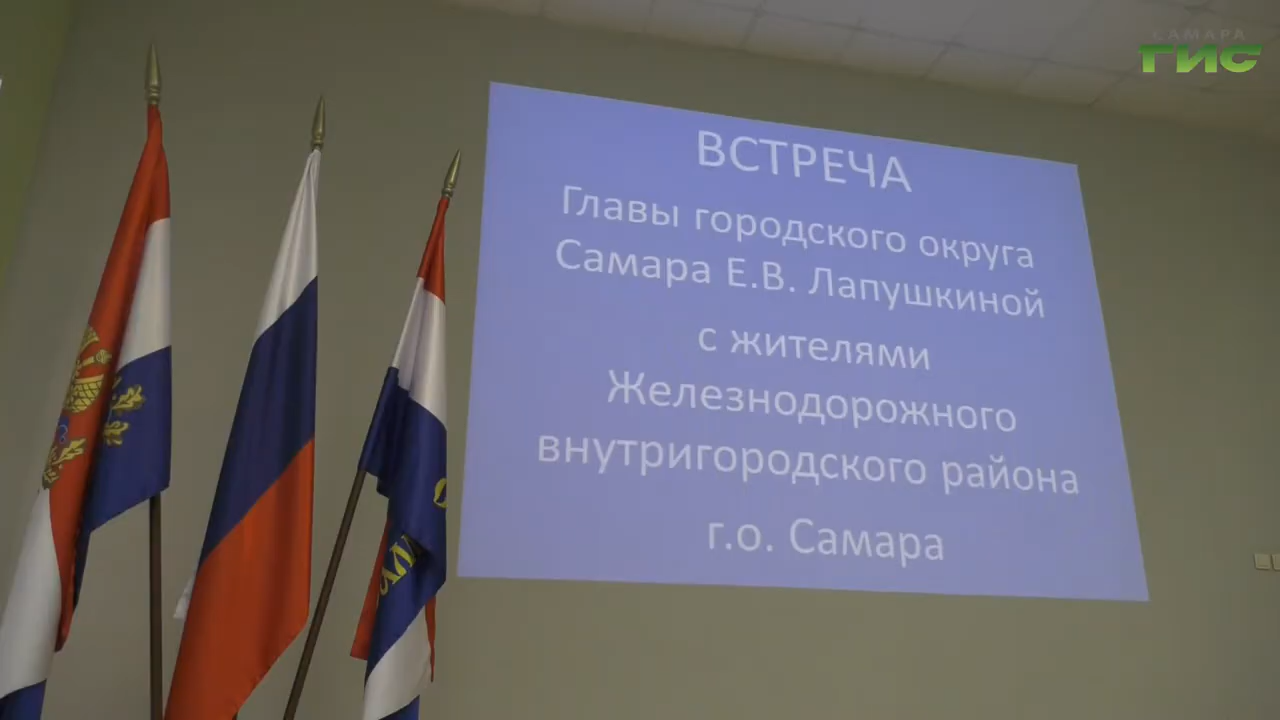 САМАРА
ГИС
ВСТРЕЧА
Главы городского округа
Самара Е.В. Лапушкиной
с жителями
Железнодорожного
внутригородского района
г.о. Самара